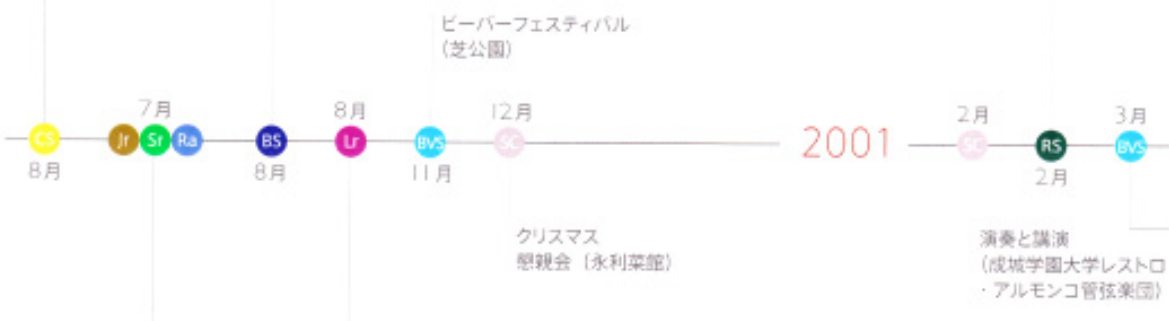 ビーバーフェスティバル
(芝公園)
7月
8月
12月
2月
3月
CS
Jr
Sr
Ra
BS
Lr
BVS
SC
2001
SC
RS
BVS
8月
8月
11月
2月
クリスマス
懇親会(永利菜館)
演奏と講演
(成城学園大学レストロ
・アルモンコ管弦楽団)